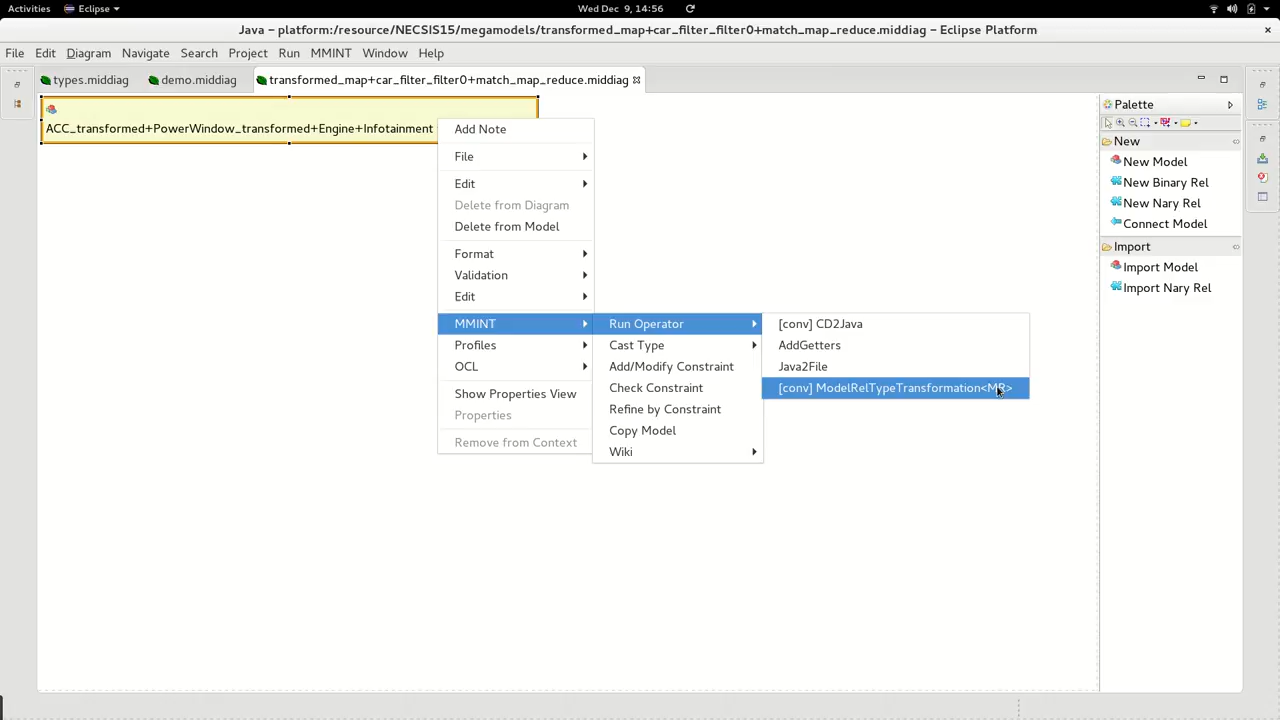 Activities Eclipse Wed Dec 9, 14:56
Java – platform:/resource/NECSIS15/megamodels/transformed_map+car_filter_filter0+match_map_reduce.middiag – Eclipse Platform
File Edit Diagram Navigate Search Project Run MMINT Window Help
types.middiag demo.middiag transformed_map+car_filter_filter0+match_map_reduce.middiag
ACC_transformed+PowerWindow_transformed+Engine+Infotainment
Add Note
File
Edit
Delete from Diagram
Delete from Model
Format
Validation
Edit
MMINT
Profiles
OCL
Show Properties View
Properties
Remove from Context
Run Operator
Cast Type
Add/Modify Constraint
Check Constraint
Refine by Constraint
Copy Model
Wiki
[conv] CD2Java
AddGetters
Java2File
[conv] ModelRelTypeTransformation<MR>
Palette
New
New Model
New Binary Rel
New Nary Rel
Connect Model
Import
Import Model
Import Nary Rel